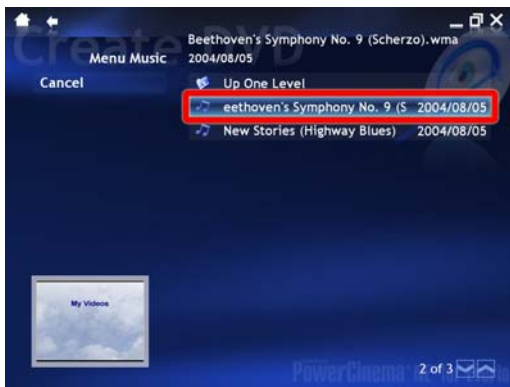 Create DVD
Beethoven's Symphony No. 9 (Scherzo).wma
Menu Music
2004/08/05
Cancel
Up One Level
eethoven's Symphony No. 9 (S 2004/08/05
New Stories (Highway Blues) 2004/08/05
My Videos
PowerCinema
2 of 3